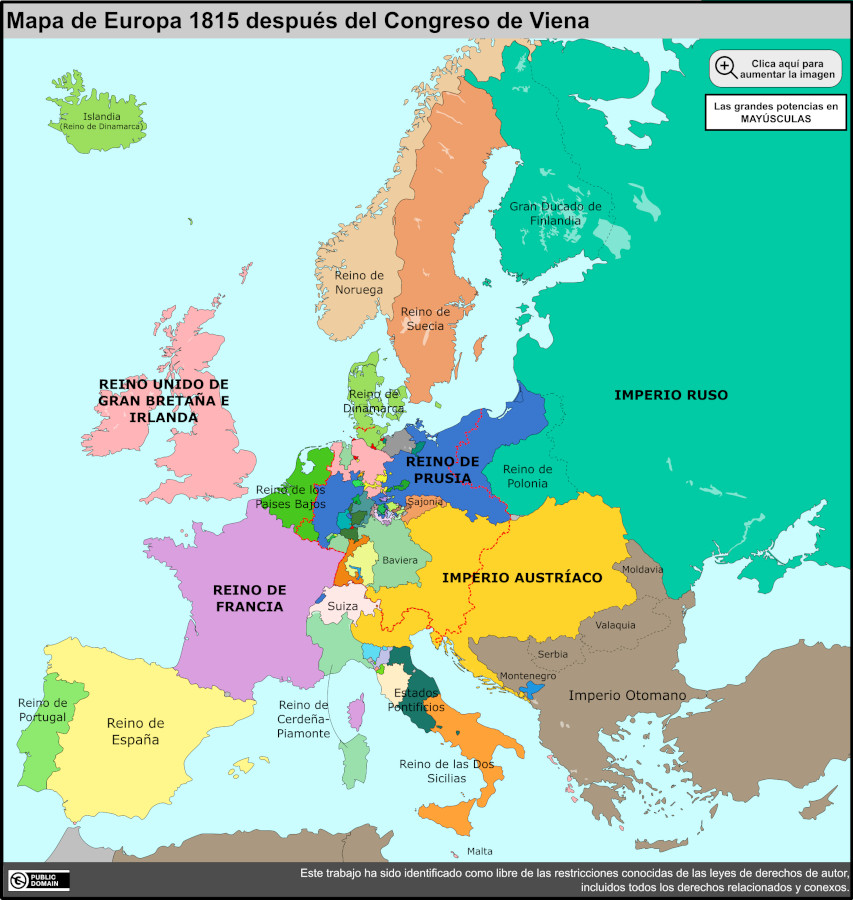 Mapa de Europa 1815 después del Congreso de Viena
Clica aquí para
aumentar la imagen
Las grandes potencias en
MAYÚSCULAS
Islandia
(Reino de Dinamarca)
Gran Ducado de
Finlandia
Reino de
Noruega
Reino de
Suecia
REINO UNIDO DE
GRAN BRETAÑA E
IRLANDA
Reino de
Dinamarca
IMPERIO RUSO
REINO DE
PRUSIA
Reino de
Polonia
Reino de los
Países Bajos
Sajonia
Baviera
IMPERIO AUSTRÍACO
Moldavia
REINO DE
FRANCIA
Suiza
Valaquia
Serbia
Montenegro
Imperio Otomano
Reino de
Portugal
Reino de
España
Reino de
Cerdeña-
Piamonte
Estados
Pontificios
Reino de las Dos
Sicilias
Malta
PUBLIC
DOMAIN
Este trabajo ha sido identificado como libre de las restricciones conocidas de las leyes de derechos de autor,
incluidos todos los derechos relacionados y conexos.